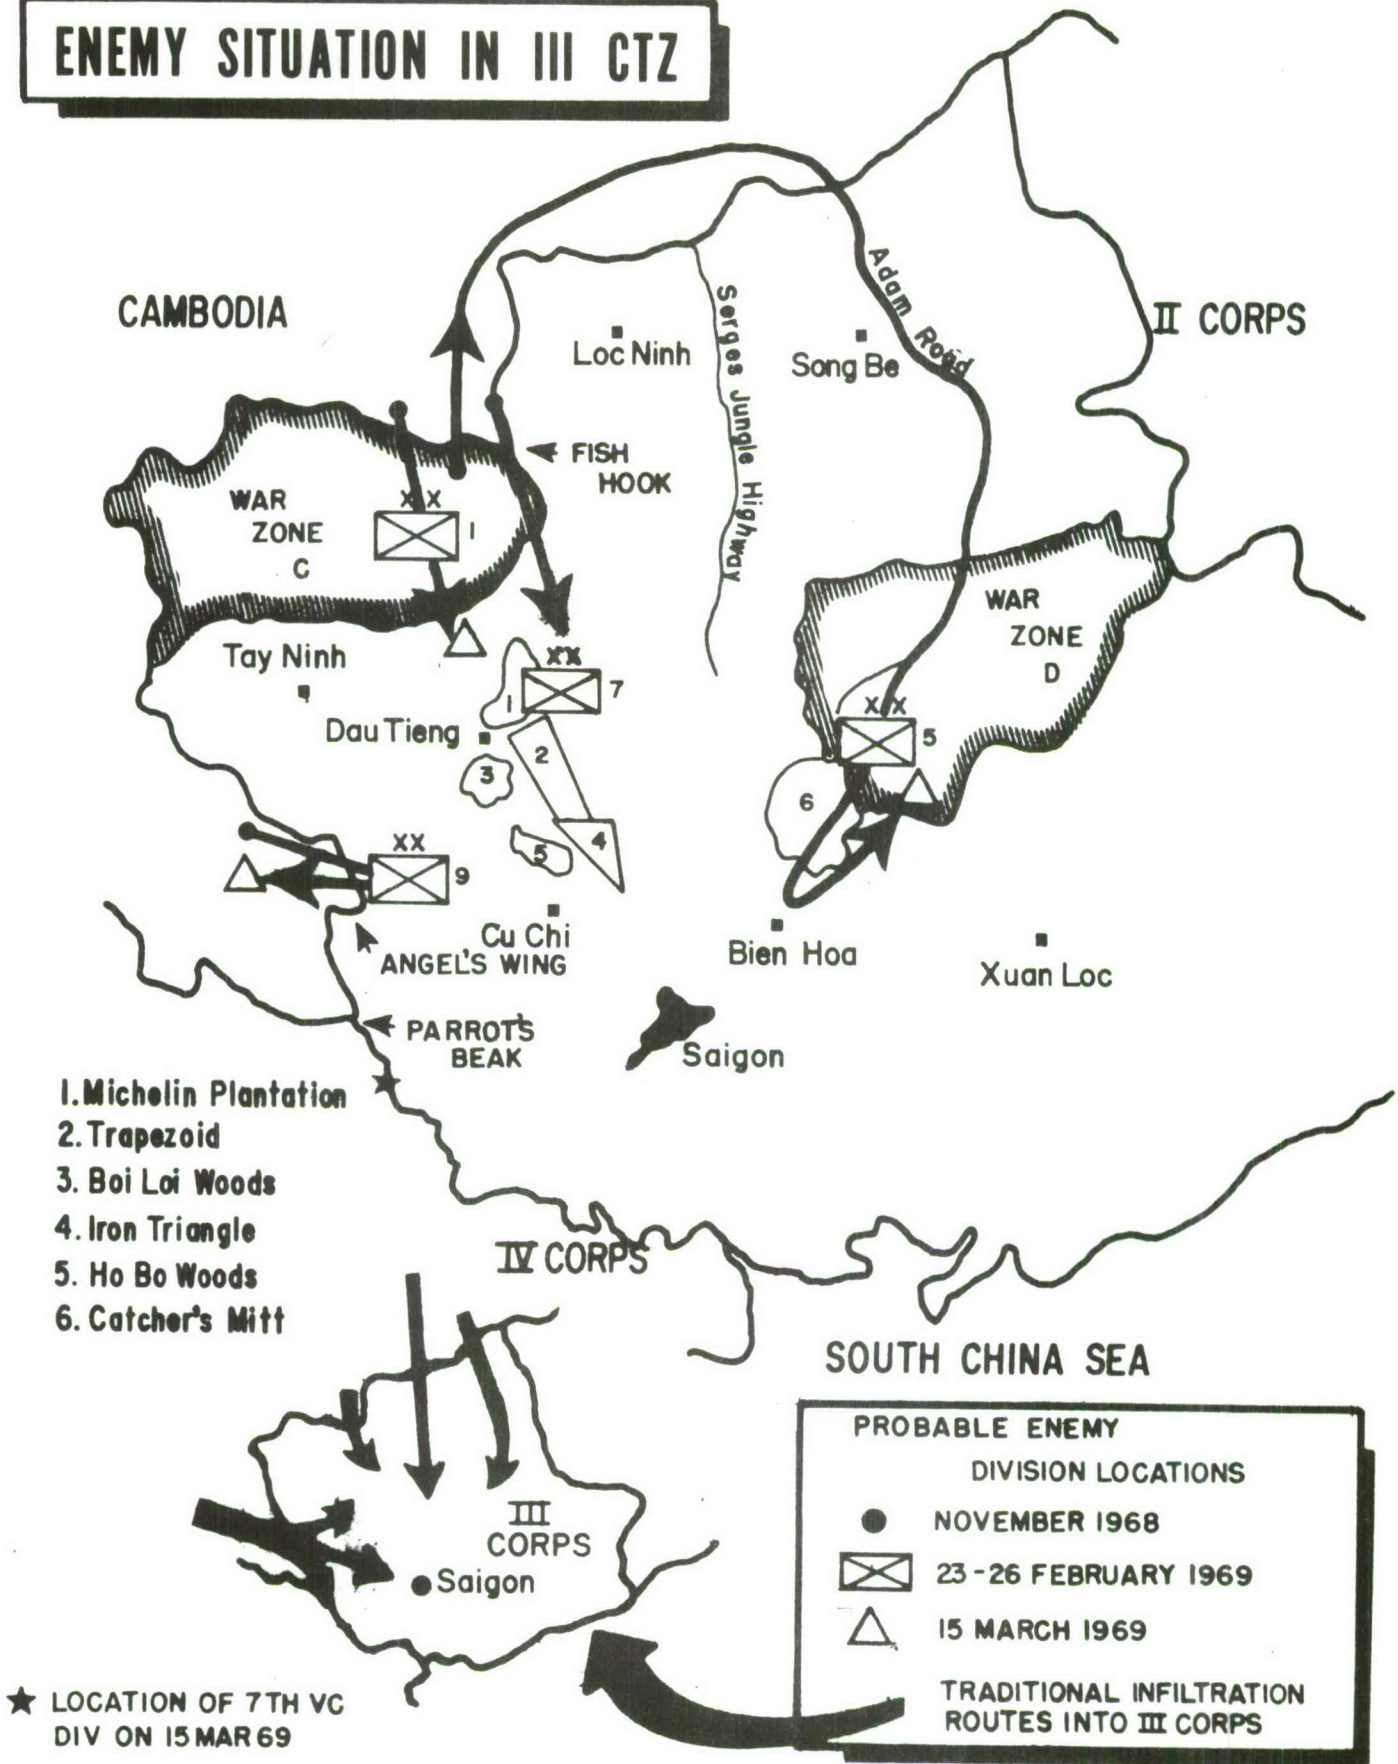 ENEMY SITUATION IN III CTZ
CAMBODIA
II CORPS
Adam Road
Serges Jungle Highway
Loc Ninh
Song Be
FISH
HOOK
WAR
ZONE
C
XX
1
WAR
ZONE
D
Tay Ninh
XX
7
1
Dau Tieng
2
3
4
5
XX
5
6
XX
9
Cu Chi
ANGEL'S WING
Bien Hoa
Xuan Loc
PARROT'S
BEAK
Saigon
1. Michelin Plantation
2. Trapezoid
3. Boi Loi Woods
4. Iron Triangle
5. Ho Bo Woods
6. Catcher's Mitt
IV CORPS
SOUTH CHINA SEA
III
CORPS
Saigon
PROBABLE ENEMY
DIVISION LOCATIONS
NOVEMBER 1968
23-26 FEBRUARY 1969
15 MARCH 1969
TRADITIONAL INFILTRATION
ROUTES INTO III CORPS
★ LOCATION OF 7TH VC
DIV ON 15 MAR 69